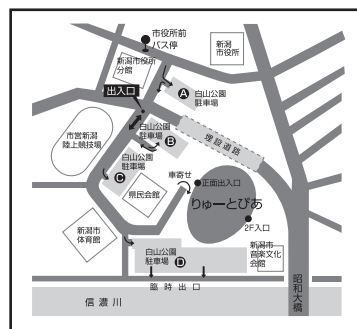 市役所前
バス停
新潟市役所
分館
新潟
市役所
出入口
A
白山公園
駐車場
白山公園
駐車場
B
埋設道路
市営新潟
陸上競技場
白山公園
駐車場
C
車寄せ
正面出入口
県民会館
りゅーとぴあ
2F入口
新潟市
体育館
白山公園
駐車場
D
新潟市
音楽文化
会館
臨時出口
信濃川
昭和大橋